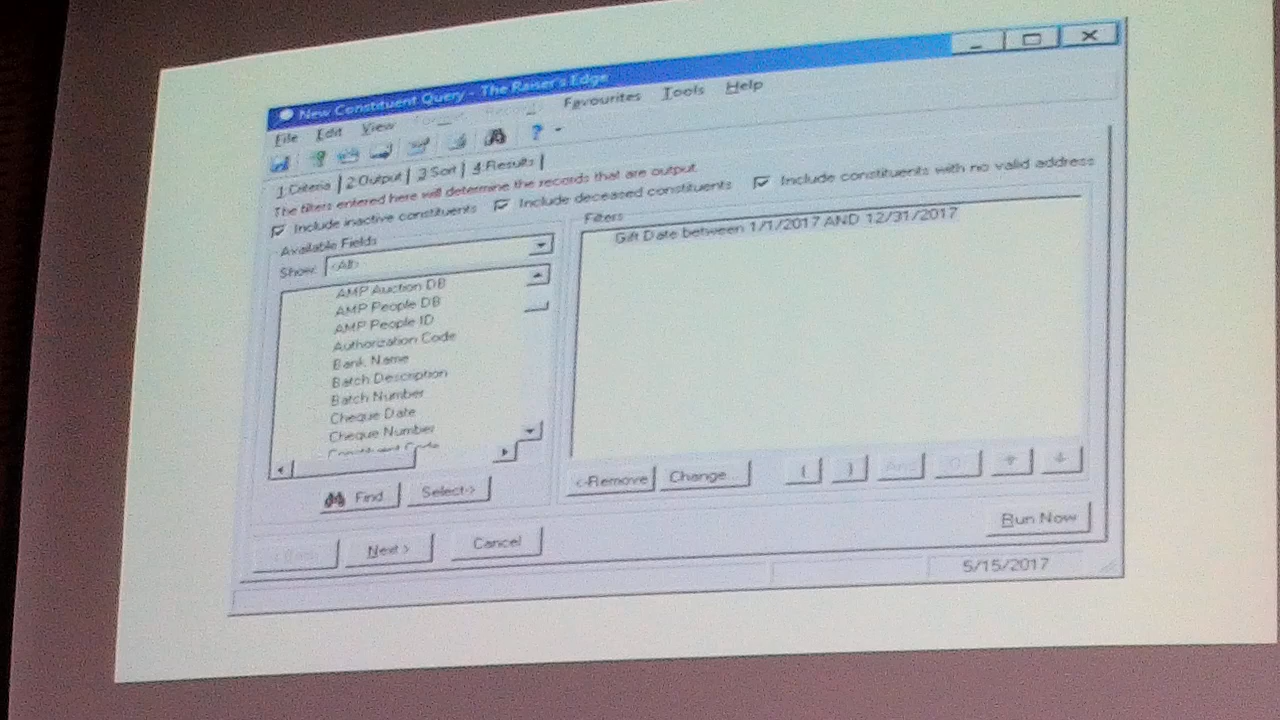 New Constituent Query - The Raiser's Edge
File Edit View Favourites Tools Help
1 Criteria 2 Output 3 Sort 4 Results
The filters entered here will determine the records that are output.
Include inactive constituents Include deceased constituents Include constituents with no valid address
Available Fields
Show: <All>
AMP Auction DB
AMP People DB
AMP People ID
Authorization Code
Bank Name
Batch Description
Batch Number
Cheque Date
Cheque Number
Constituent Code
Find Select->
Filters
Gift Date between 1/1/2017 AND 12/31/2017
<-Remove Change ( ) And
< Back Next > Cancel Run Now
5/15/2017